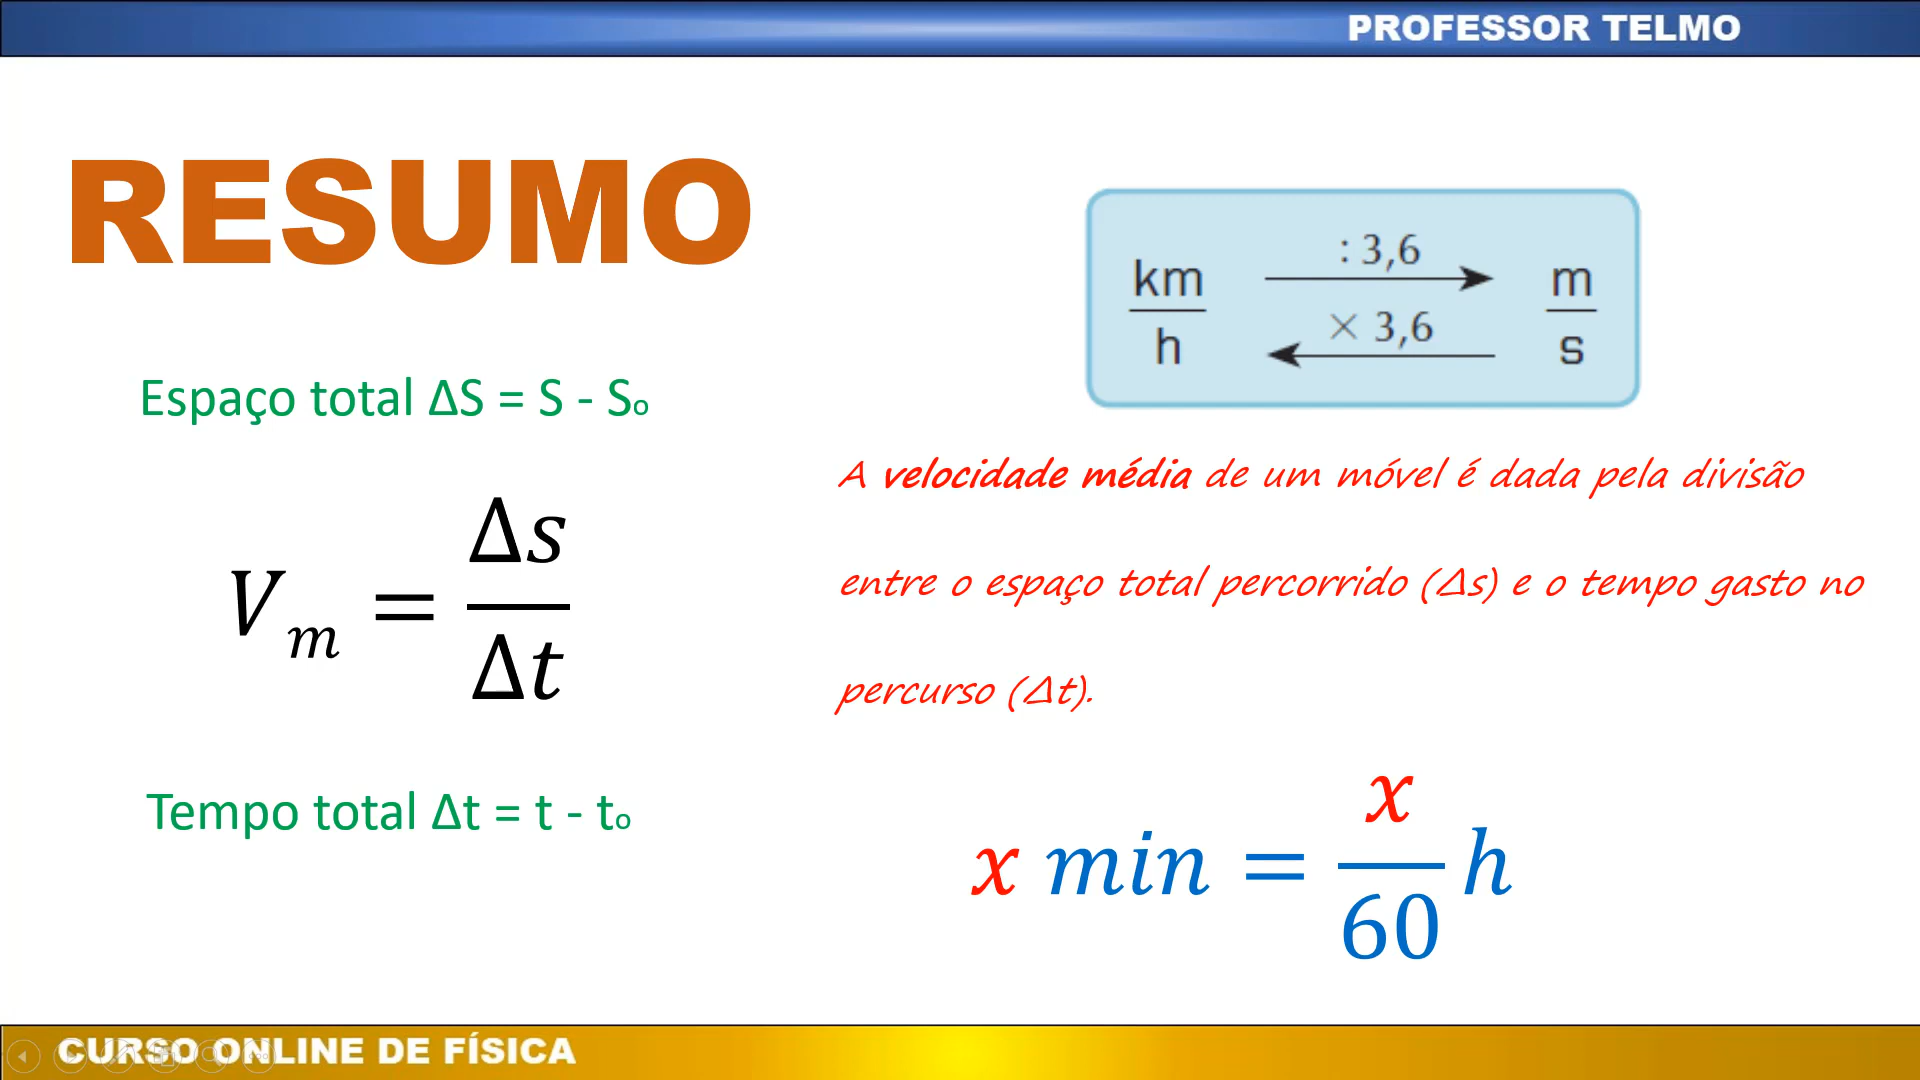 PROFESSOR TELMO
RESUMO
km/h : 3,6 m/s
× 3,6
Espaço total ΔS = S - So
Vm = Δs/Δt
Tempo total Δt = t - to
A velocidade média de um móvel é dada pela divisão
entre o espaço total percorrido (Δs) e o tempo gasto no
percurso (Δt).
x min = x/60 h
CURSO ONLINE DE FÍSICA